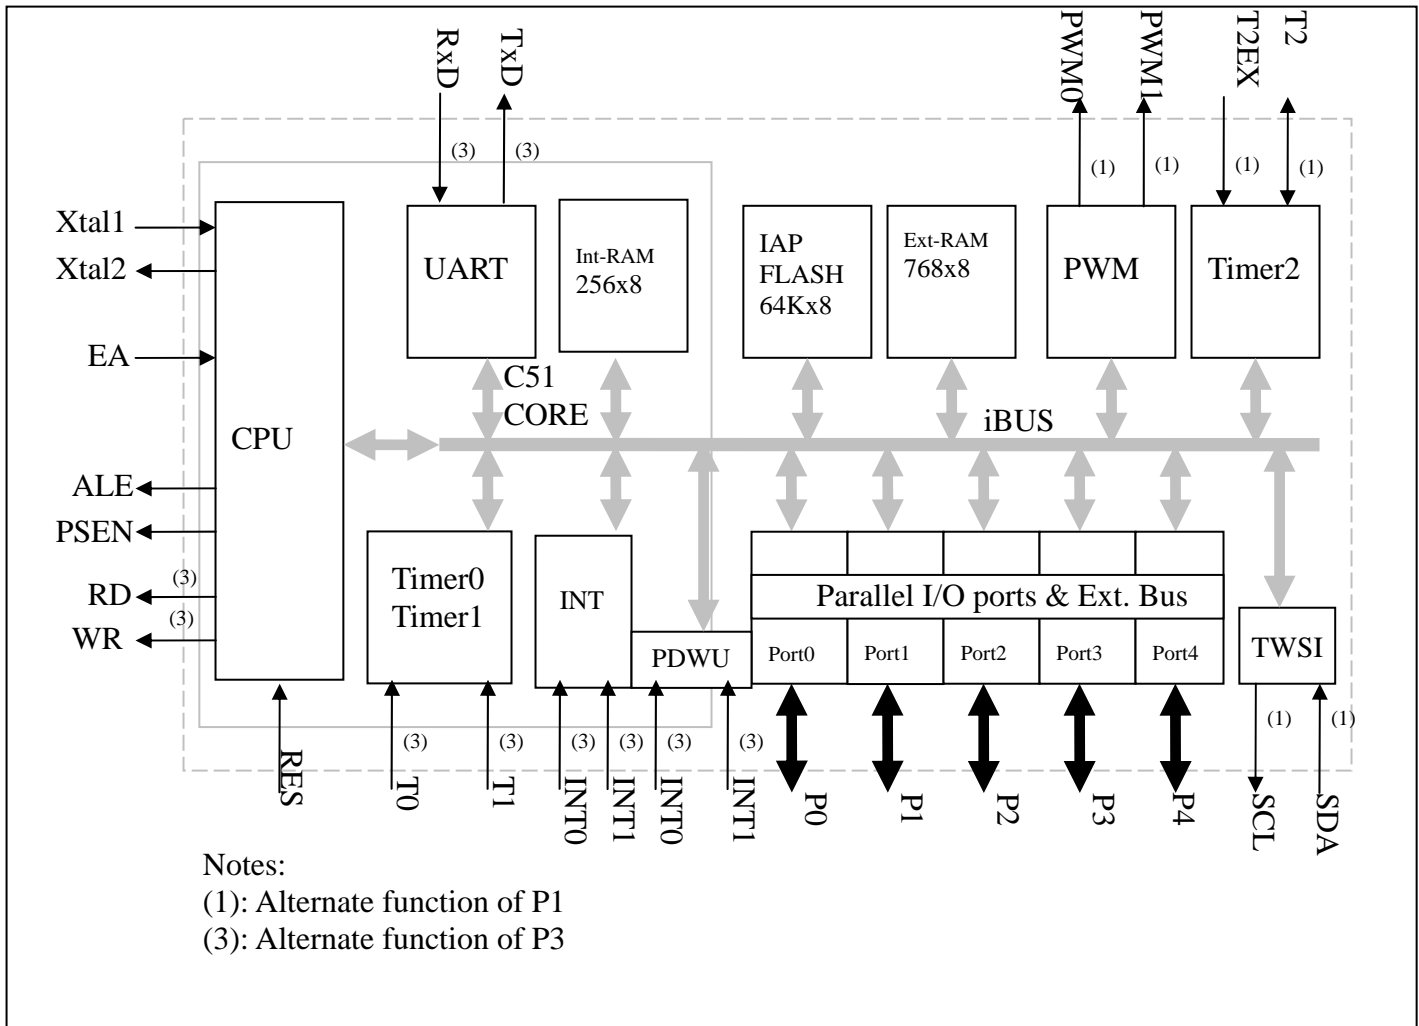 RxD
TxD
PWM0
PWM1
T2EX
T2
(3)
(3)
(1)
(1)
(1)
(1)
Xtal1
Xtal2
EA
ALE
PSEN
RD
(3)
WR
(3)
CPU
UART
Int-RAM
256x8
IAP
FLASH
64Kx8
Ext-RAM
768x8
PWM
Timer2
C51
CORE
iBUS
Timer0
Timer1
INT
PDWU
Parallel I/O ports & Ext. Bus
Port0
Port1
Port2
Port3
Port4
TWSI
(3)
(3)
(3)
(3)
(3)
(3)
(1)
(1)
RES
T0
T1
INT0
INT1
INT0
INT1
P0
P1
P2
P3
P4
SCL
SDA
Notes:
(1): Alternate function of P1
(3): Alternate function of P3